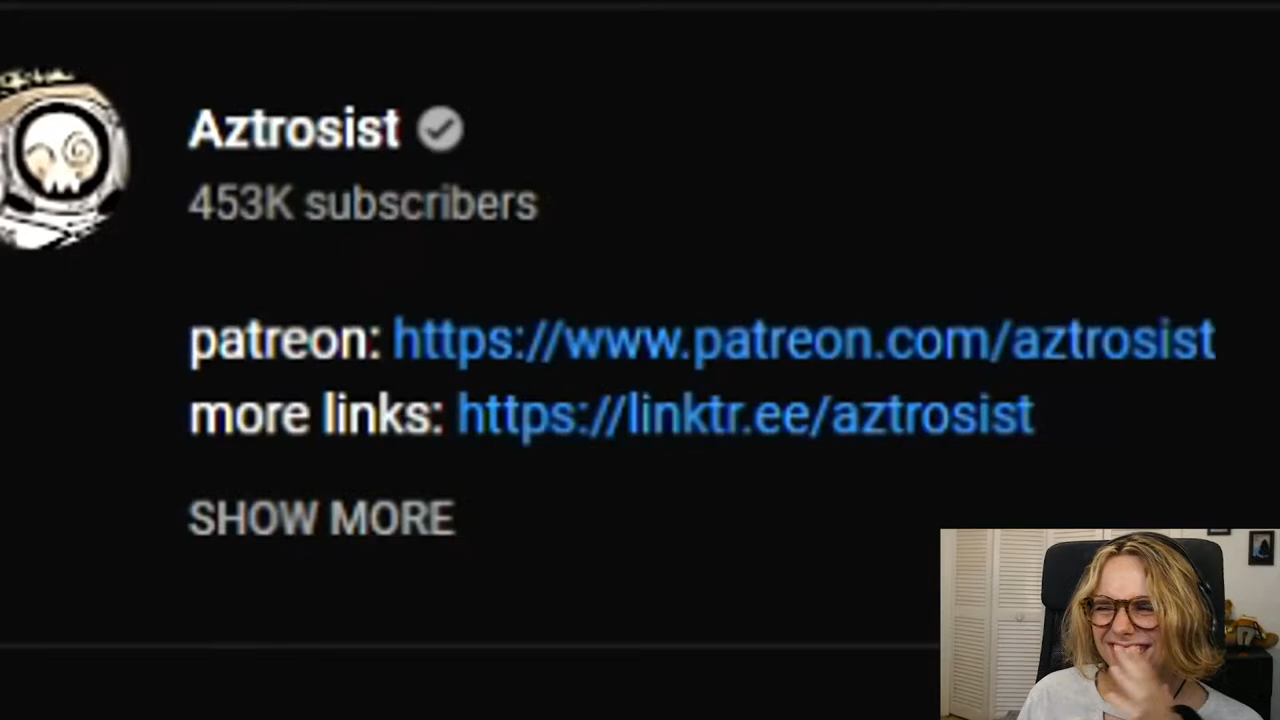 Aztrosist
453K subscribers
patreon: https://www.patreon.com/aztrosist
more links: https://linktr.ee/aztrosist
SHOW MORE